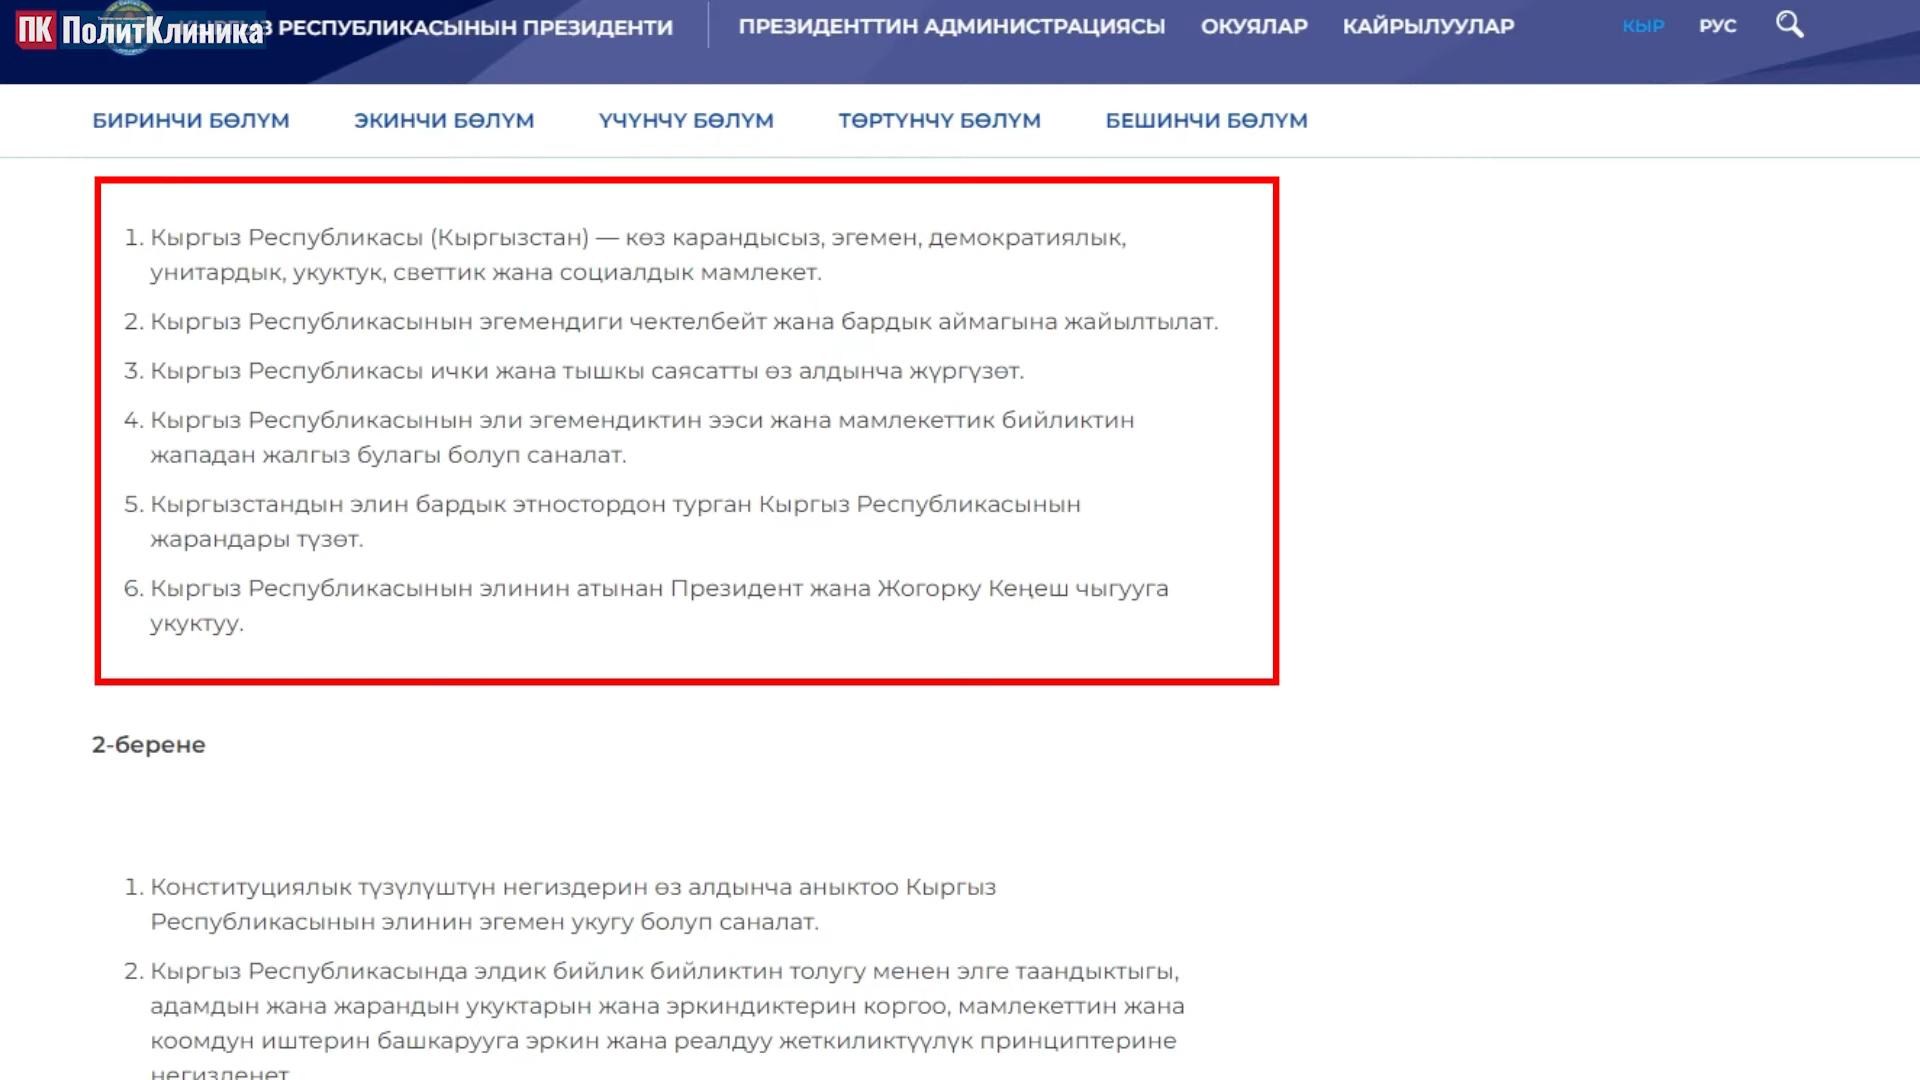 ПК ПолитКлиника
РЕСПУБЛИКАСЫНЫН ПРЕЗИДЕНТИ
ПРЕЗИДЕНТТИН АДМИНИСТРАЦИЯСЫ
ОКУЯЛАР
КАЙРЫЛУУЛАР
КЫР
РУС
БИРИНЧИ БӨЛҮМ
ЭКИНЧИ БӨЛҮМ
ҮЧҮНЧҮ БӨЛҮМ
ТӨРТҮНЧҮ БӨЛҮМ
БЕШИНЧИ БӨЛҮМ
1. Кыргыз Республикасы (Кыргызстан) — көз карандысыз, эгемен, демократиялык,
унитардык, укуктук, светтик жана социалдык мамлекет.
2. Кыргыз Республикасынын эгемендиги чектелбейт жана бардык аймагына жайылтылат.
3. Кыргыз Республикасы ички жана тышкы саясатты өз алдынча жүргүзөт.
4. Кыргыз Республикасынын эли эгемендиктин ээси жана мамлекеттик бийликтин
жападан жалгыз булагы болуп саналат.
5. Кыргызстандын элин бардык этностордон турган Кыргыз Республикасынын
жарандары түзөт.
6. Кыргыз Республикасынын элинин атынан Президент жана Жогорку Кеңеш чыгууга
укуктуу.
2-берене
1. Конституциялык түзүлүштүн негиздерин өз алдынча аныктоо Кыргыз
Республикасынын элинин эгемен укугу болуп саналат.
2. Кыргыз Республикасында элдик бийлик бийликтин толугу менен элге таандыктыгы,
адамдын жана жарандын укуктарын жана эркиндиктерин коргоо, мамлекеттин жана
коомдун иштерин башкарууга эркин жана реалдуу жеткиликтүүлүк принциптерине
негизденет